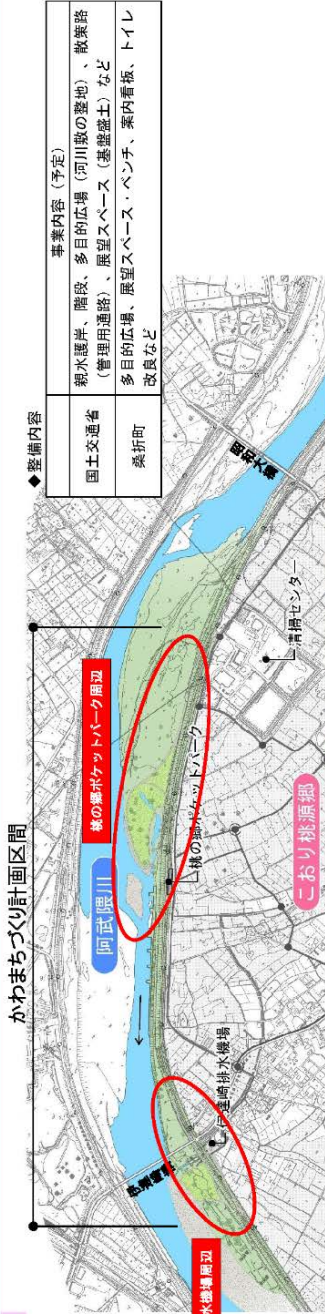 かわまちづくり計画区間
◆整備内容
事業内容（予定）
国土交通省
親水護岸、階段、多目的広場（河川敷の整地）、散策路
（管理用通路）、展望スペース（基盤盛土）など
桑折町
多目的広場、展望スペース・ベンチ、案内看板、トイレ
改良など
桃の郷ポケットパーク周辺
阿武隈川
←
昭和大橋
桃の郷ポケットパーク
清掃センター
伊達崎排水機場
水機場周辺
こおり桃源郷